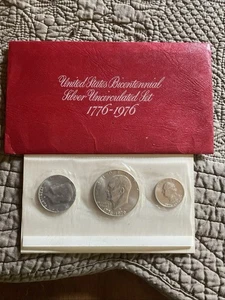 United States Bicentennial
Silver Uncirculated Set
1776-1976